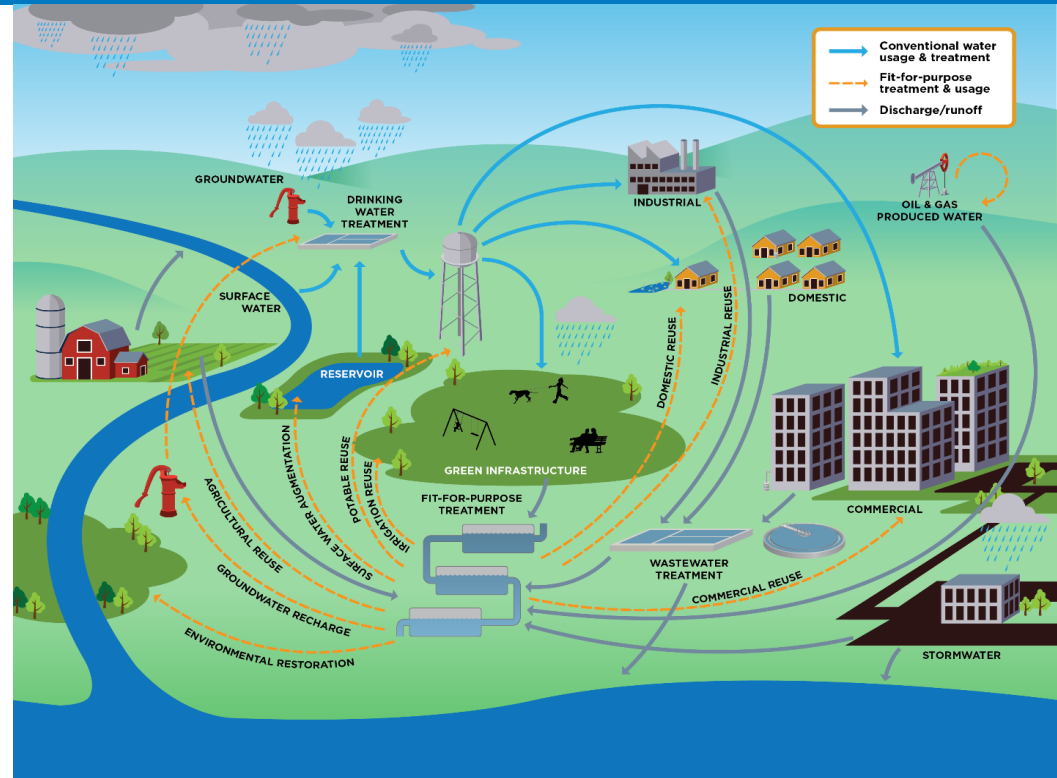 Conventional water
usage & treatment
Fit-for-purpose
treatment & usage
Discharge/runoff
GROUNDWATER
DRINKING
WATER
TREATMENT
INDUSTRIAL
OIL & GAS
PRODUCED WATER
SURFACE
WATER
DOMESTIC
RESERVOIR
DOMESTIC REUSE
INDUSTRIAL REUSE
GREEN INFRASTRUCTURE
POTABLE REUSE
IRRIGATION REUSE
SURFACE WATER AUGMENTATION
AGRICULTURAL REUSE
GROUNDWATER RECHARGE
ENVIRONMENTAL RESTORATION
FIT-FOR-PURPOSE
TREATMENT
COMMERCIAL
WASTEWATER
TREATMENT
COMMERCIAL REUSE
STORMWATER